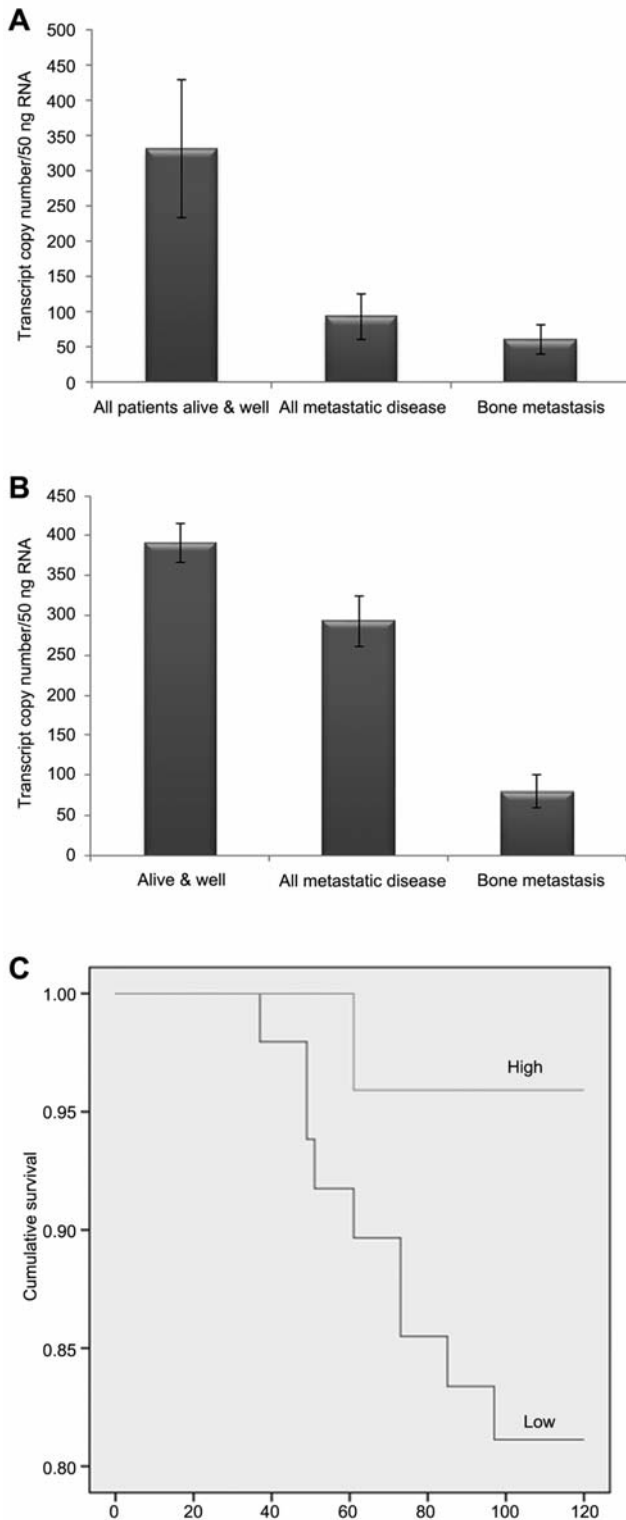 A
Transcript copy number/50 ng RNA
500
450
400
350
300
250
200
150
100
50
0
All patients alive & well
All metastatic disease
Bone metastasis
B
Transcript copy number/50 ng RNA
450
400
350
300
250
200
150
100
50
0
Alive & well
All metastatic disease
Bone metastasis
C
Cumulative survival
1.00
0.95
0.90
0.85
0.80
High
Low
0
20
40
60
80
100
120